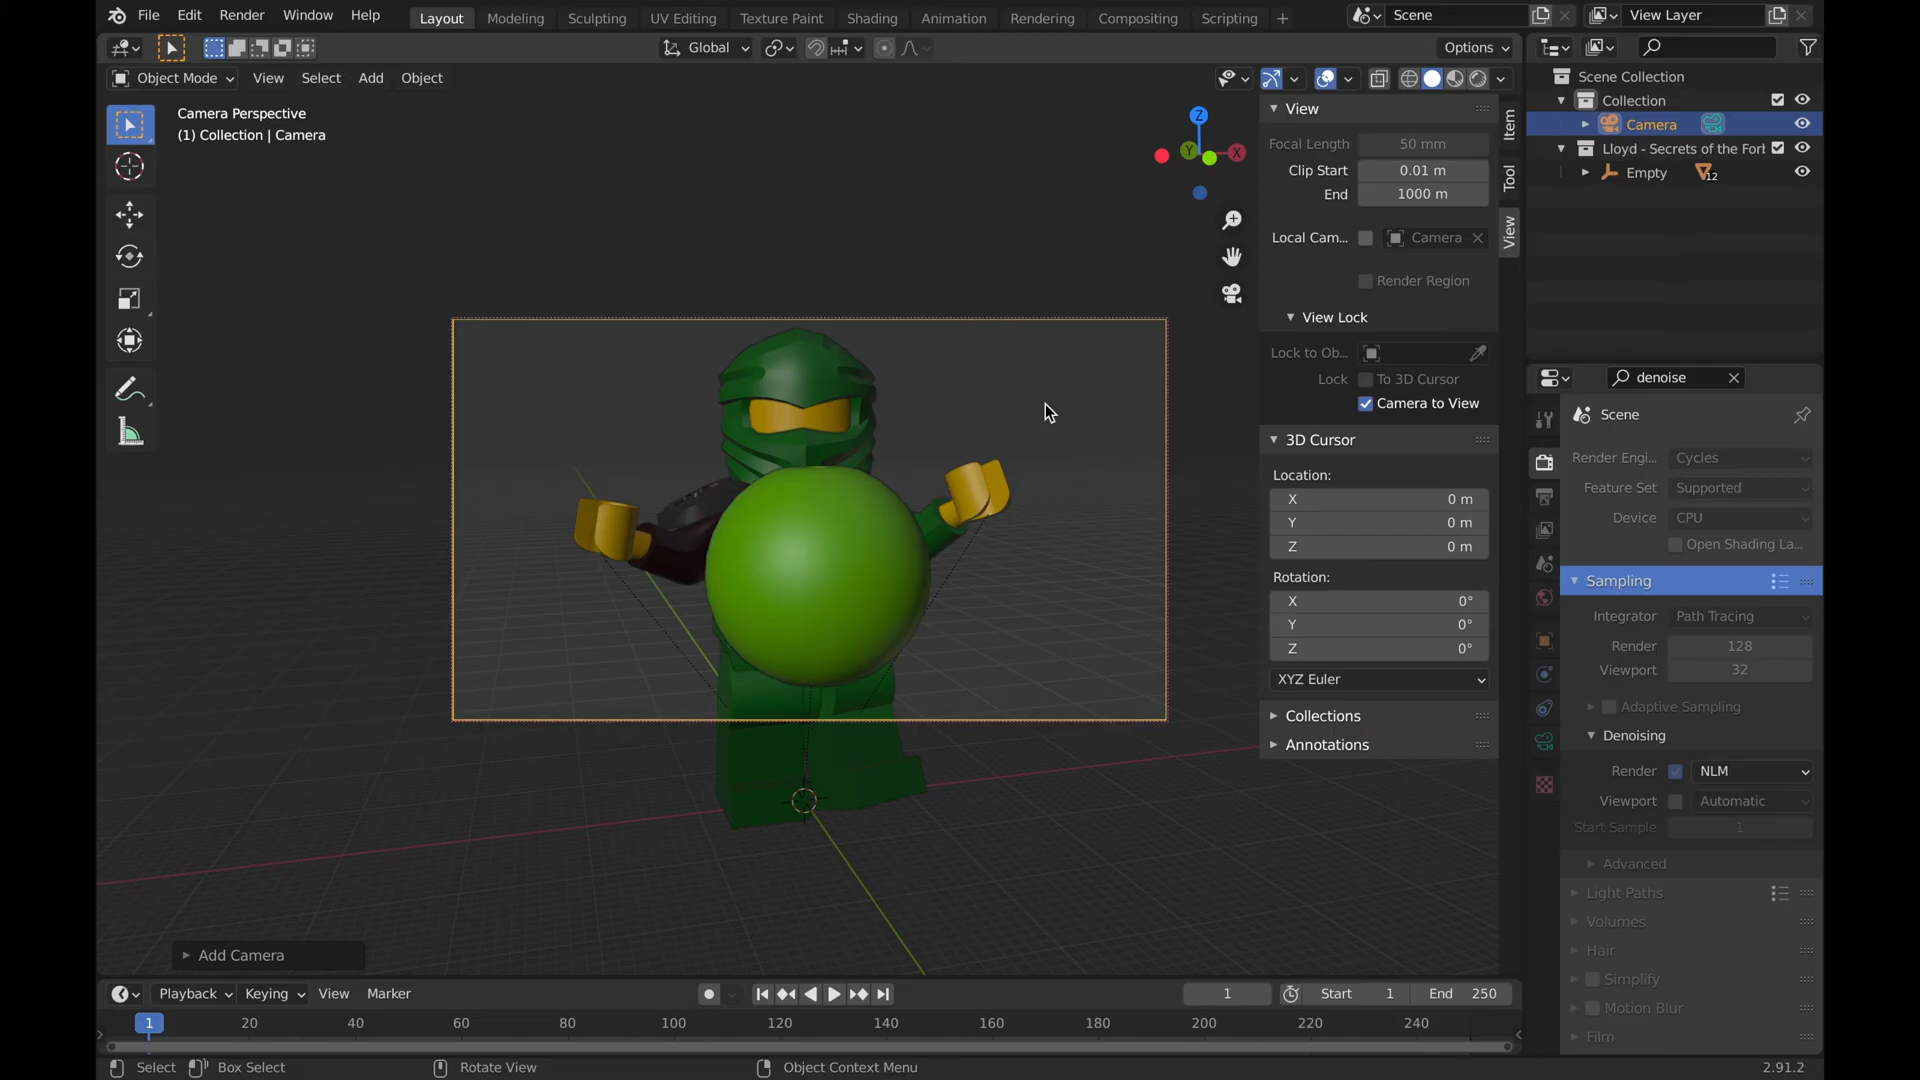 File Edit Render Window Help Layout Modeling Sculpting UV Editing Texture Paint Shading Animation Rendering Compositing Scripting + Scene View Layer
Global Options
Object Mode View Select Add Object
Camera Perspective
(1) Collection | Camera
Z
Y
X
View
Focal Length 50 mm
Clip Start 0.01 m
End 1000 m
Local Cam... Camera
Render Region
View Lock
Lock to Ob...
Lock To 3D Cursor
Camera to View
3D Cursor
Location:
X 0 m
Y 0 m
Z 0 m
Rotation:
X 0°
Y 0°
Z 0°
XYZ Euler
Collections
Annotations
Item
Tool
View
Scene Collection
Collection
Camera
Lloyd - Secrets of the Forl
Empty 12
denoise
Scene
Render Engi... Cycles
Feature Set Supported
Device CPU
Open Shading La...
Sampling
Integrator Path Tracing
Render 128
Viewport 32
Adaptive Sampling
Denoising
Render NLM
Viewport Automatic
Start Sample 1
Advanced
Light Paths
Volumes
Hair
Simplify
Motion Blur
Film
Add Camera
Playback Keying View Marker 1 Start 1 End 250
1 20 40 60 80 100 120 140 160 180 200 220 240
Select Box Select Rotate View Object Context Menu 2.91.2